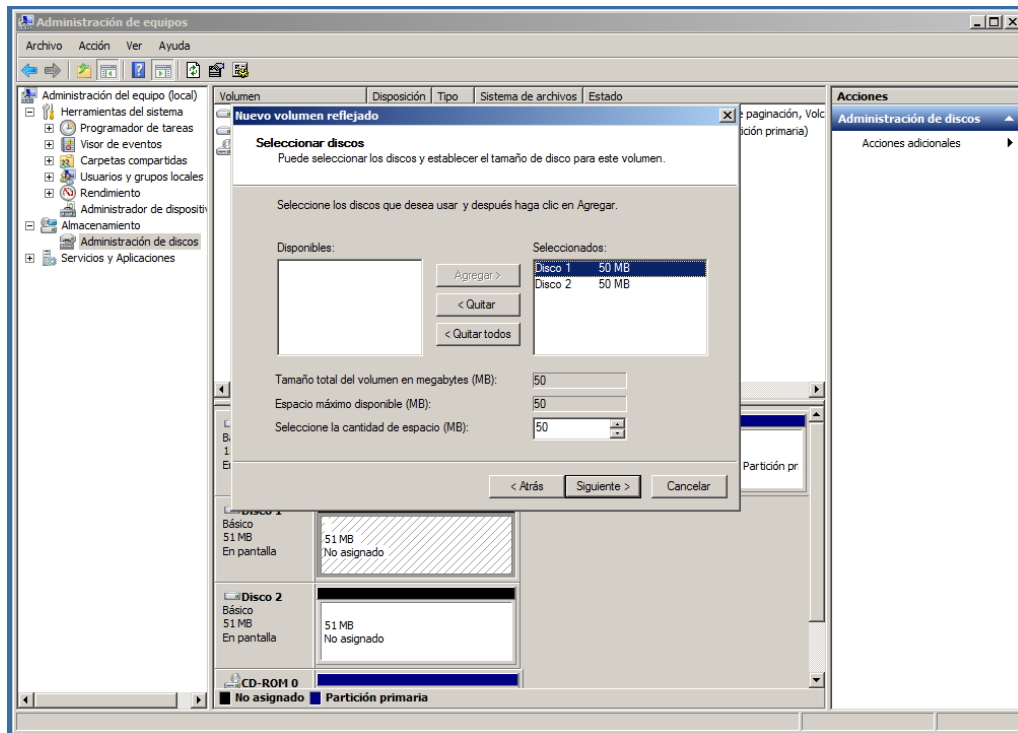 Administración de equipos
Archivo Acción Ver Ayuda
Administración del equipo (local)
Herramientas del sistema
Programador de tareas
Visor de eventos
Carpetas compartidas
Usuarios y grupos locales
Rendimiento
Administrador de dispositiv
Almacenamiento
Administración de discos
Servicios y Aplicaciones
Volumen Disposición Tipo Sistema de archivos Estado
paginación, Volc
ición primaria)
Nuevo volumen reflejado
Seleccionar discos
Puede seleccionar los discos y establecer el tamaño de disco para este volumen.
Seleccione los discos que desea usar y después haga clic en Agregar.
Disponibles:
Seleccionados:
Agregar >
< Quitar
< Quitar todos
Disco 1 50 MB
Disco 2 50 MB
Tamaño total del volumen en megabytes (MB): 50
Espacio máximo disponible (MB): 50
Seleccione la cantidad de espacio (MB): 50
< Atrás Siguiente > Cancelar
Partición pr
Disco 1
Básico
51 MB
En pantalla
51 MB
No asignado
Disco 2
Básico
51 MB
En pantalla
51 MB
No asignado
CD-ROM 0
No asignado Partición primaria
Acciones
Administración de discos
Acciones adicionales